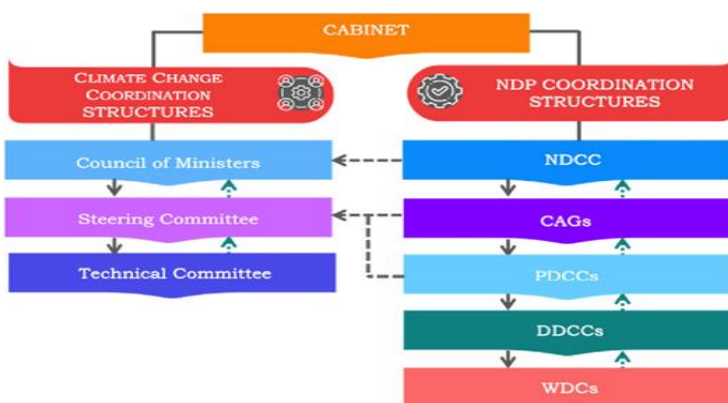 CABINET
CLIMATE CHANGE
COORDINATION
STRUCTURES
NDP COORDINATION
STRUCTURES
Council of Ministers
NDCC
Steering Committee
CAGs
Technical Committee
PDCCs
DDCCs
WDCs